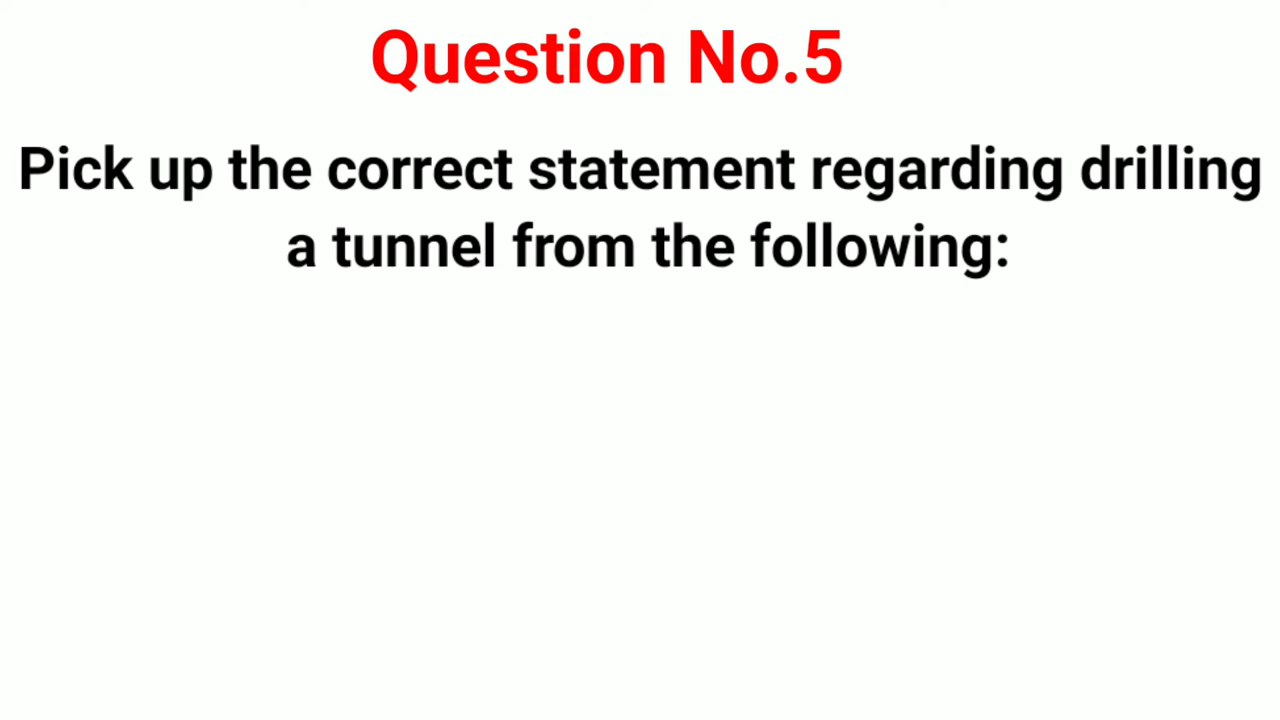 Question No.5
Pick up the correct statement regarding drilling
a tunnel from the following: